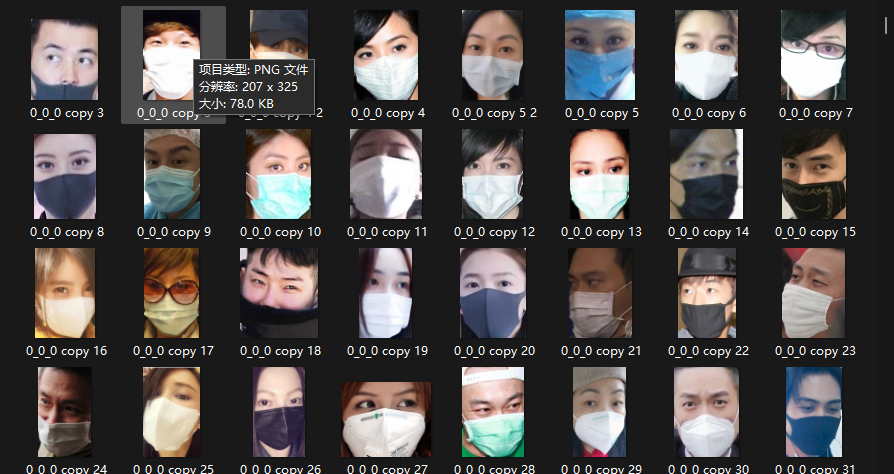 0_0_0 copy 3
项目类型: PNG 文件
分辨率: 207 x 325
大小: 78.0 KB
0_0_0 copy
2
0_0_0 copy 4
0_0_0 copy 5 2
0_0_0 copy 5
0_0_0 copy 6
0_0_0 copy 7
0_0_0 copy 8
0_0_0 copy 9
0_0_0 copy 10
0_0_0 copy 11
0_0_0 copy 12
0_0_0 copy 13
0_0_0 copy 14
0_0_0 copy 15
0_0_0 copy 16
0_0_0 copy 17
0_0_0 copy 18
0_0_0 copy 19
0_0_0 copy 20
0_0_0 copy 21
0_0_0 copy 22
0_0_0 copy 23
0_0_0 copy 24
0_0_0 copy 25
0_0_0 copy 26
0_0_0 copy 27
0_0_0 copy 28
0_0_0 copy 29
0_0_0 copy 30
0_0_0 copy 31